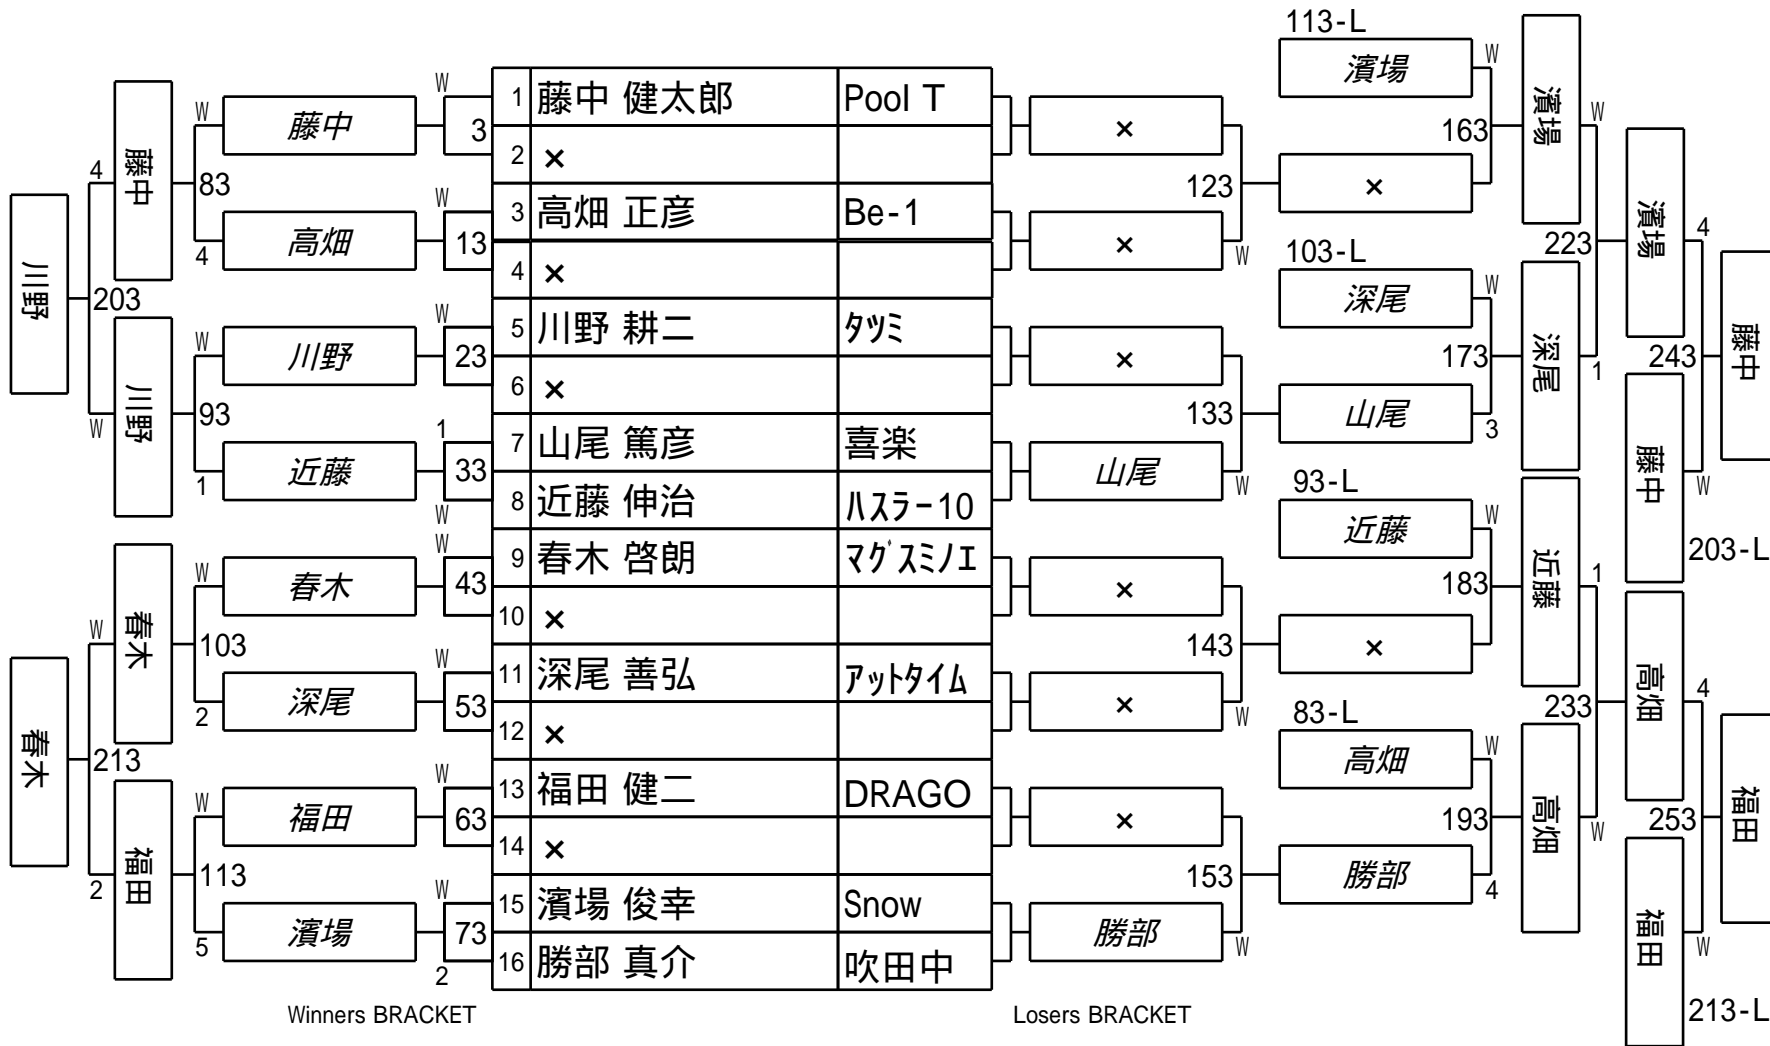 113-L
W 濱場 W
W 1 藤中 健太郎 Pool T
W 藤中 3 × 163 濱場 W
4 藤中 2 ×
83 W 3 高畑 正彦 Be-1 123 ×
4 高畑 13 × W 223 濱場 4
川野 4 × 103-L
203 深尾 W
W 5 川野 耕二 タツミ
W 川野 23 × 173 深尾 1 243 藤中
川野 6 ×
W 93 1 7 山尾 篤彦 喜楽 133 山尾 3
1 近藤 33 山尾 W 藤中 W
W 8 近藤 伸治 ハスラー10 93-L
近藤 W 203-L
W 9 春木 啓朗 マグスミノエ
W 春木 43 × 183 近藤 1
W 春木 10 ×
103 W 11 深尾 善弘 アットタイム 143 ×
2 深尾 53 × W 233 高畑 4
春木 12 × 83-L
213 高畑 W
W 13 福田 健二 DRAGO
W 福田 63 × 193 高畑 W 253 福田
福田 14 ×
2 113 W 15 濱場 俊幸 Snow 153 勝部 4
5 濱場 73 勝部 W 福田 W
2 16 勝部 真介 吹田中
213-L
Winners BRACKET Losers BRACKET